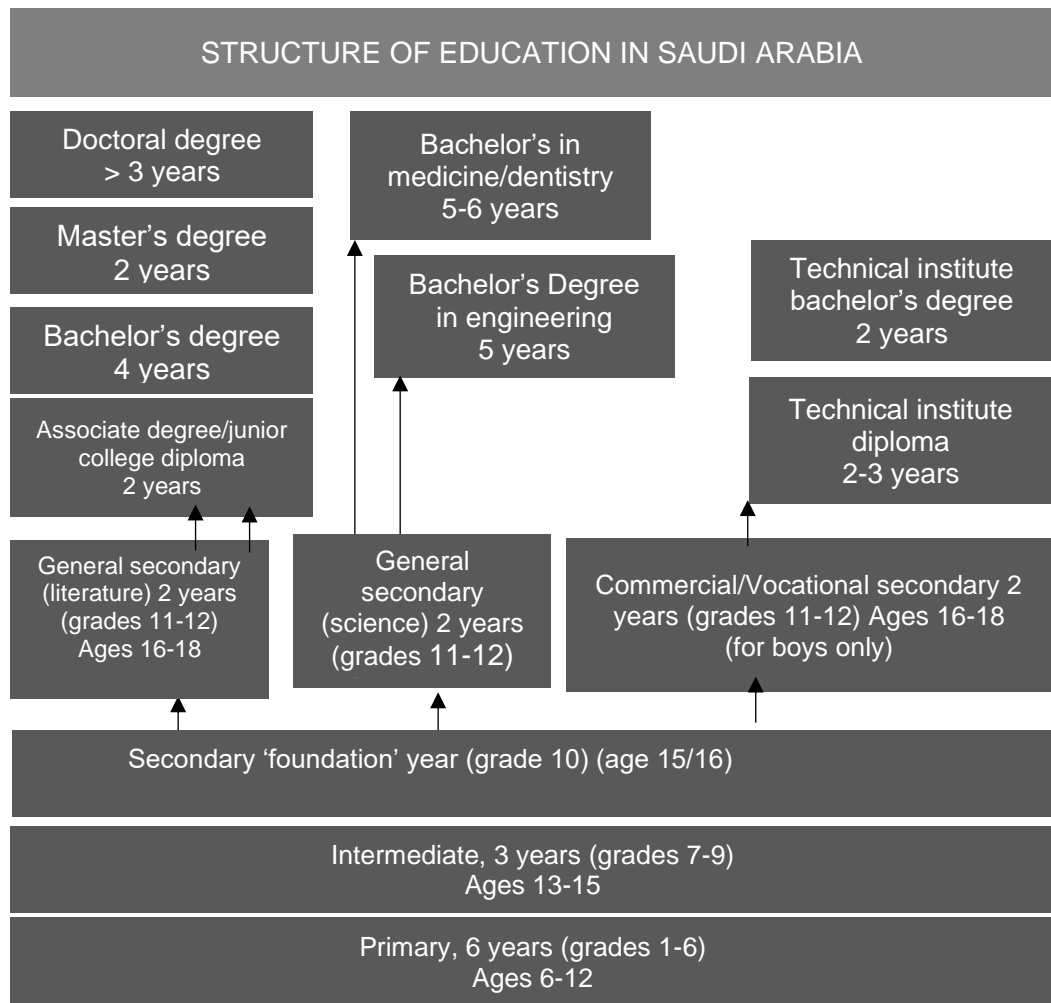 STRUCTURE OF EDUCATION IN SAUDI ARABIA
Doctoral degree
> 3 years
Master’s degree
2 years
Bachelor’s degree
4 years
Associate degree/junior
college diploma
2 years
Bachelor’s in
medicine/dentistry
5-6 years
Bachelor’s Degree
in engineering
5 years
Technical institute
bachelor’s degree
2 years
Technical institute
diploma
2-3 years
General secondary
(literature) 2 years
(grades 11-12)
Ages 16-18
General
secondary
(science) 2 years
(grades 11-12)
Commercial/Vocational secondary 2
years (grades 11-12) Ages 16-18
(for boys only)
Secondary ‘foundation’ year (grade 10) (age 15/16)
Intermediate, 3 years (grades 7-9)
Ages 13-15
Primary, 6 years (grades 1-6)
Ages 6-12